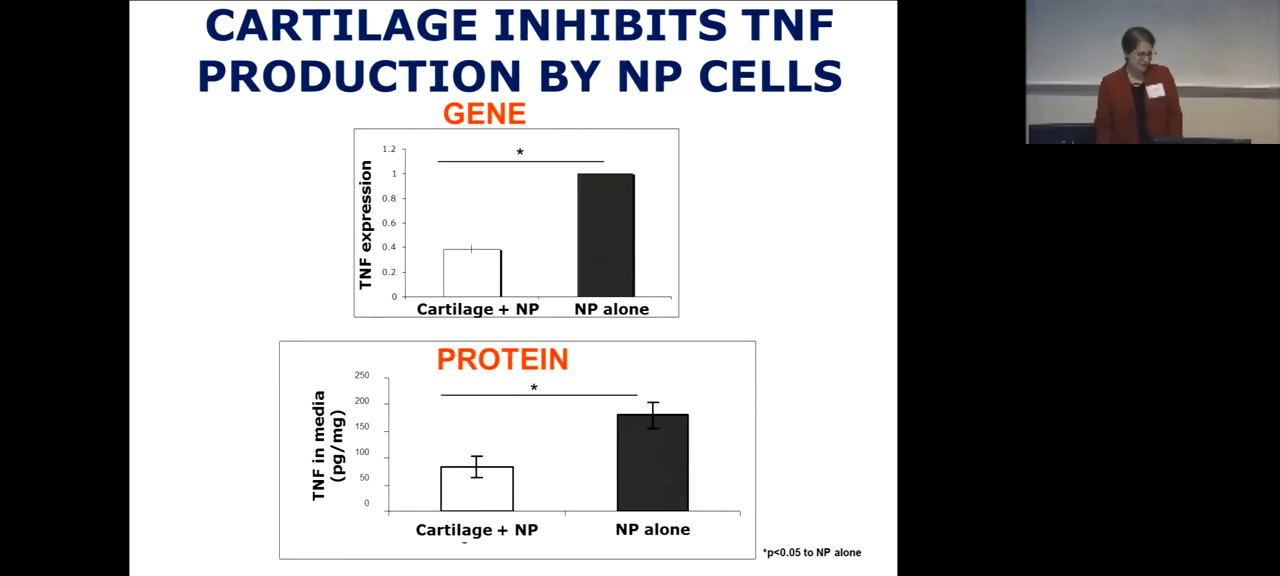 CARTILAGE INHIBITS TNF
PRODUCTION BY NP CELLS
GENE
TNF expression
1.2
1
0.8
0.6
0.4
0.2
0
*
Cartilage + NP
NP alone
PROTEIN
TNF in media
(pg/mg)
250
200
150
100
50
0
*
Cartilage + NP
NP alone
*p<0.05 to NP alone